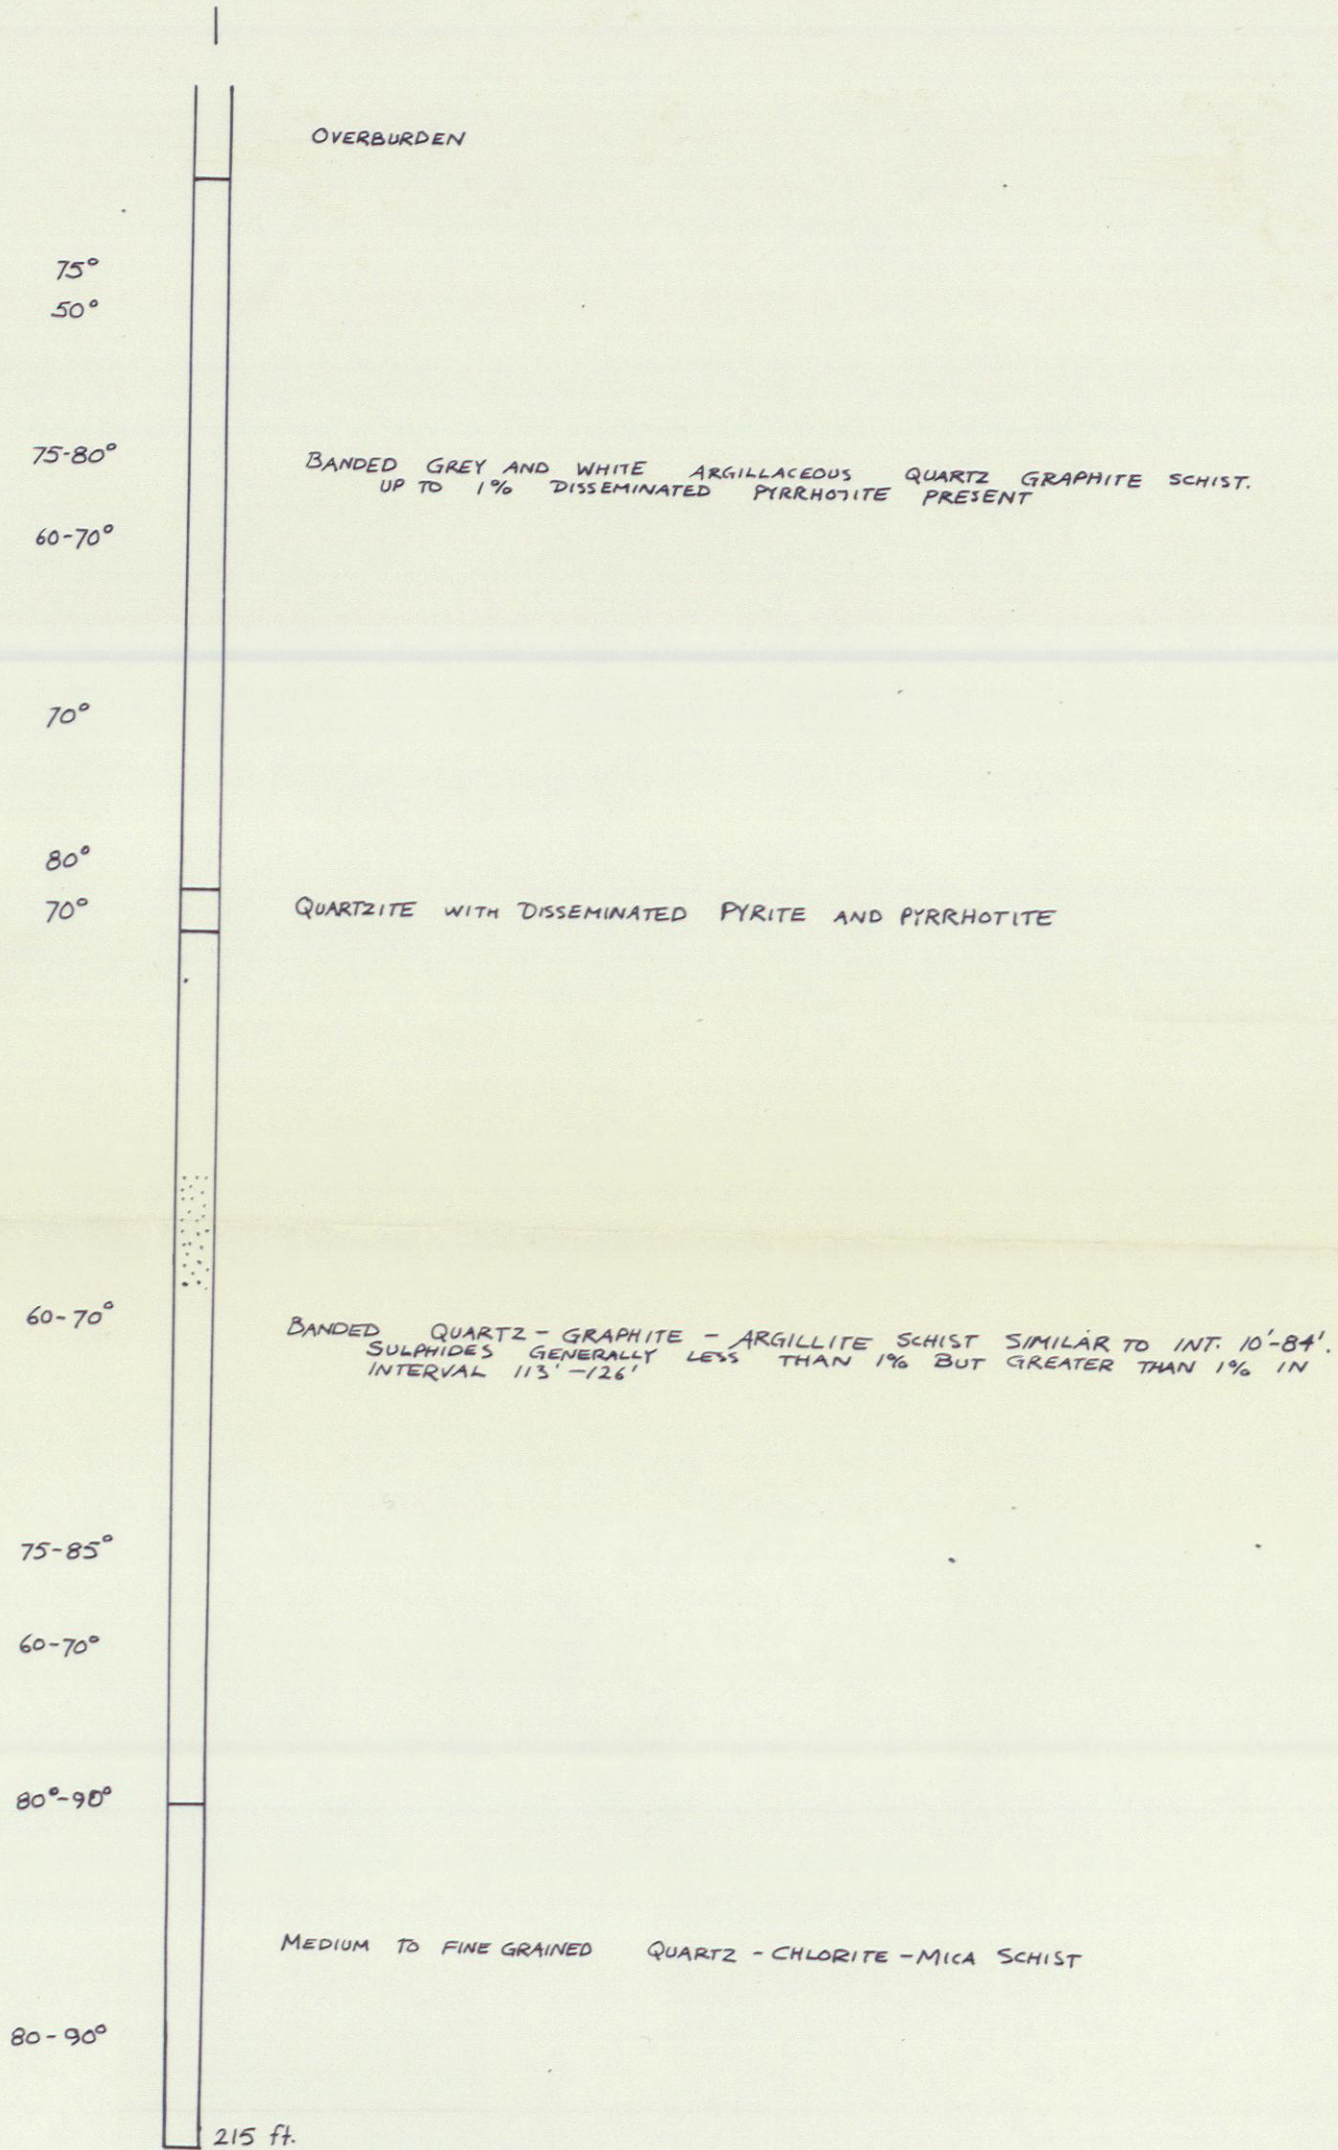 OVERBURDEN
75°
50°
75-80°
BANDED GREY AND WHITE ARGILLACEOUS QUARTZ GRAPHITE SCHIST.
UP TO 1% DISSEMINATED PYRRHOTITE PRESENT
60-70°
70°
80°
70°
QUARTZITE WITH DISSEMINATED PYRITE AND PYRRHOTITE
60-70°
BANDED QUARTZ - GRAPHITE - ARGILLITE SCHIST SIMILAR TO INT. 10'-84'.
SULPHIDES GENERALLY LESS THAN 1% BUT GREATER THAN 1% IN
INTERVAL 113'-126'
75-85°
60-70°
80°-90°
MEDIUM TO FINE GRAINED QUARTZ - CHLORITE - MICA SCHIST
80-90°
215 ft.